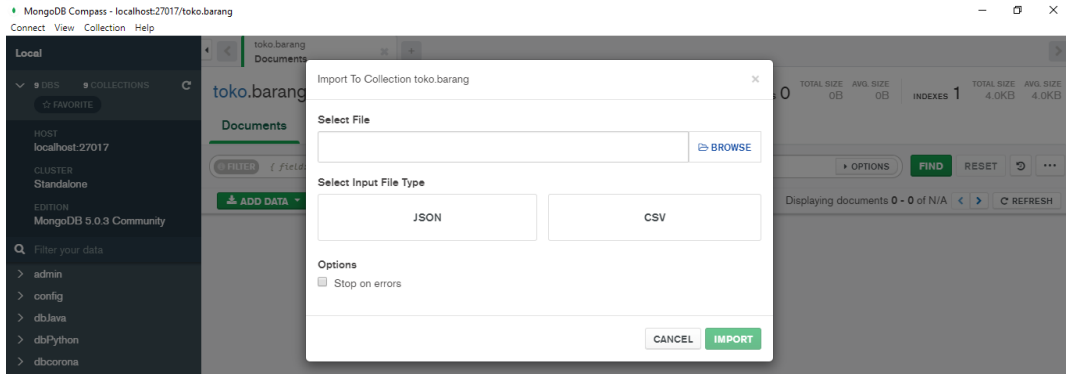 MongoDB Compass - localhost:27017/toko.barang
Connect View Collection Help
Local
9 DBS 9 COLLECTIONS
☆ FAVORITE
HOST
localhost:27017
CLUSTER
Standalone
EDITION
MongoDB 5.0.3 Community
Filter your data
admin
config
dbJava
dbPython
dbcorona
toko.barang
Documents
toko.barang
0
TOTAL SIZE AVG. SIZE
0B 0B
INDEXES 1
TOTAL SIZE AVG. SIZE
4.0KB 4.0KB
Documents
FILTER { field:
OPTIONS FIND RESET
ADD DATA
Displaying documents 0 - 0 of N/A < > REFRESH
Import To Collection toko.barang
Select File
BROWSE
Select Input File Type
JSON CSV
Options
Stop on errors
CANCEL IMPORT